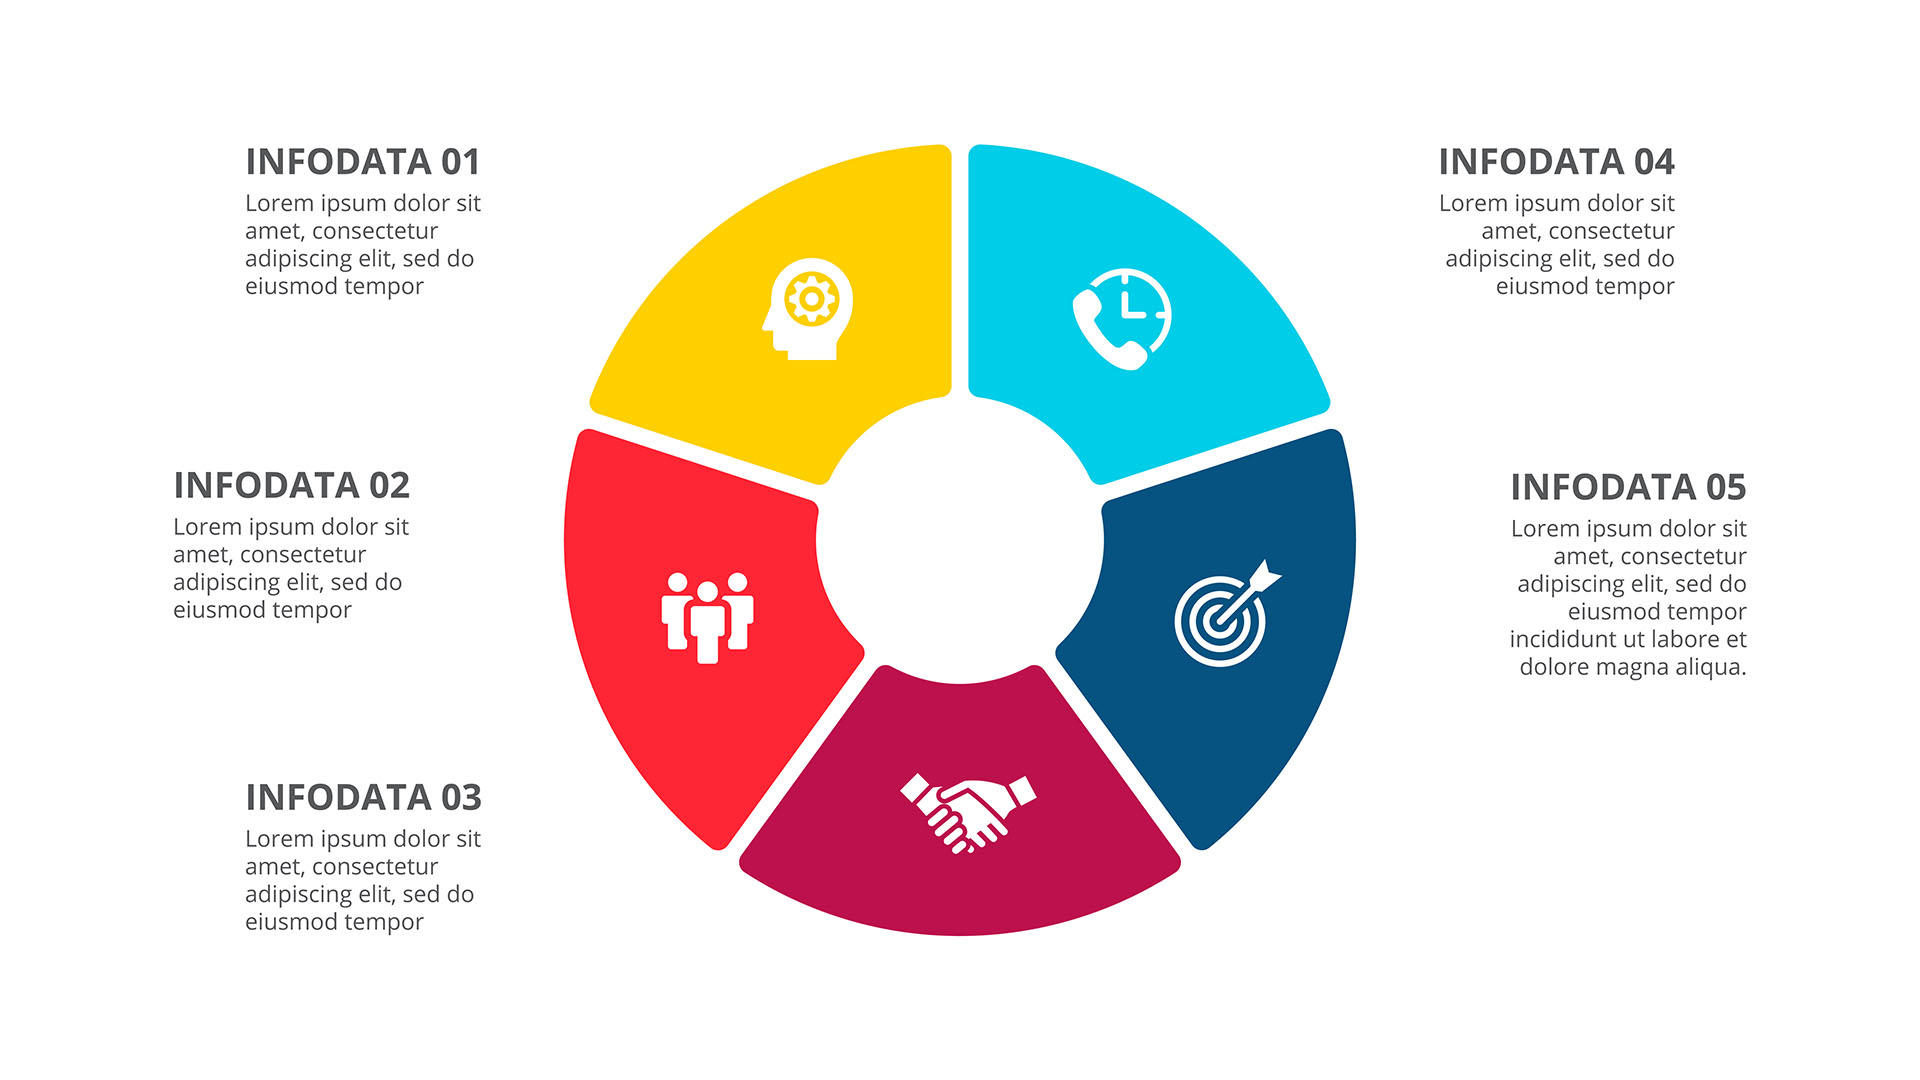 INFODATA 01
Lorem ipsum dolor sit
amet, consectetur
adipiscing elit, sed do
eiusmod tempor
INFODATA 02
Lorem ipsum dolor sit
amet, consectetur
adipiscing elit, sed do
eiusmod tempor
INFODATA 03
Lorem ipsum dolor sit
amet, consectetur
adipiscing elit, sed do
eiusmod tempor
INFODATA 04
Lorem ipsum dolor sit
amet, consectetur
adipiscing elit, sed do
eiusmod tempor
INFODATA 05
Lorem ipsum dolor sit
amet, consectetur
adipiscing elit, sed do
eiusmod tempor
incididunt ut labore et
dolore magna aliqua.